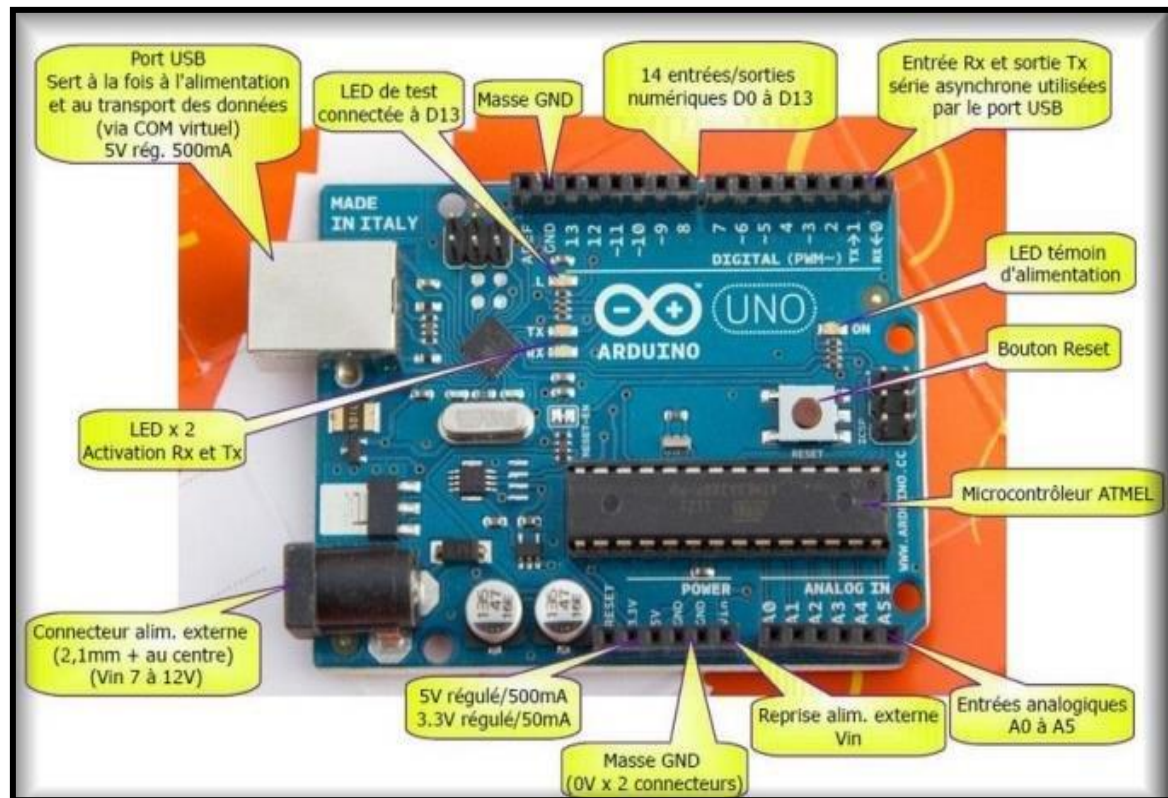 Port USB
Sert à la fois à l'alimentation
et au transport des données
(via COM virtuel)
5V rég. 500mA
LED de test
connectée à D13
Masse GND
14 entrées/sorties
numériques D0 à D13
Entrée Rx et sortie Tx
série asynchrone utilisées
par le port USB
LED témoin
d'alimentation
Bouton Reset
Microcontrôleur ATMEL
Entrées analogiques
A0 à A5
Reprise alim. externe
Vin
Masse GND
(0V x 2 connecteurs)
5V régulé/500mA
3.3V régulé/50mA
Connecteur alim. externe
(2,1mm + au centre)
(Vin 7 à 12V)
LED x 2
Activation Rx et Tx
MADE
IN ITALY
AREF
GND
13
12
~11
~10
~9
8
7
~6
~5
4
~3
2
TX→1
RX←0
DIGITAL (PWM~)
L
TX
RX
ARDUINO
UNO
ON
ICSP
RESET
RESET-EN
WWW.ARDUINO.CC
POWER
ANALOG IN
RESET
3.3V
5V
GND
GND
Vin
A0
A1
A2
A3
A4
A5